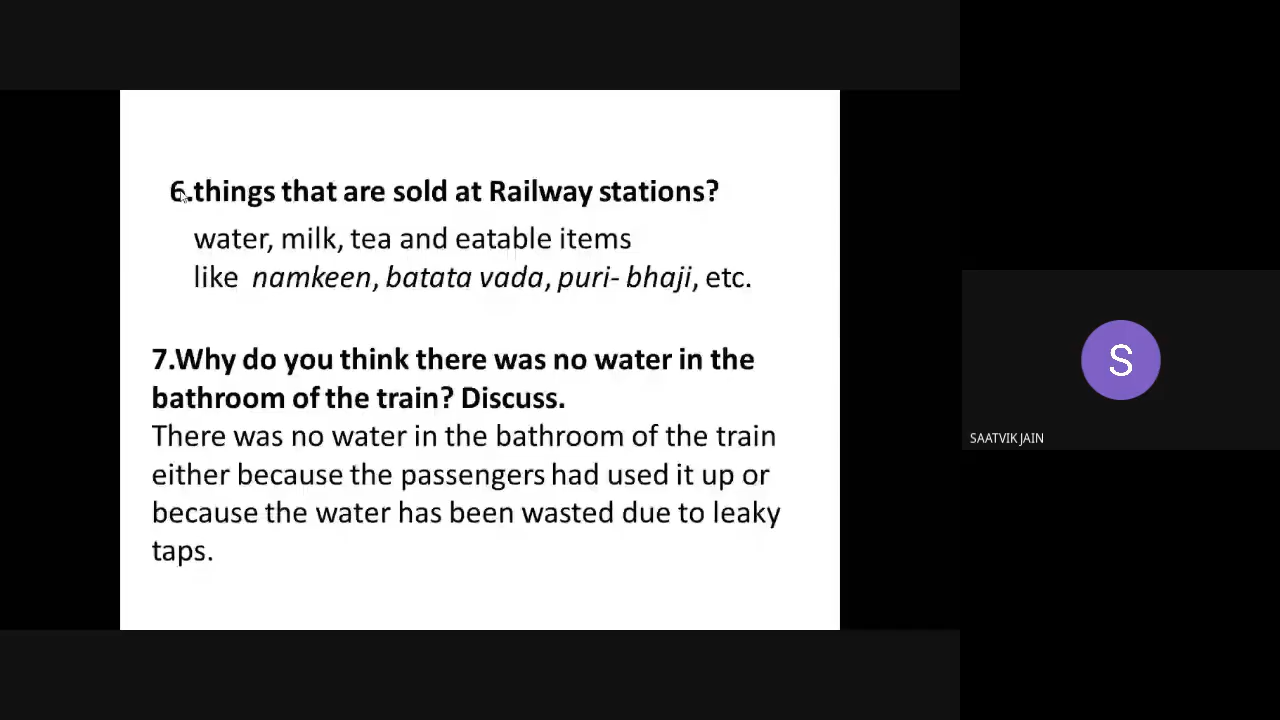 6.things that are sold at Railway stations?
water, milk, tea and eatable items
like namkeen, batata vada, puri- bhaji, etc.
7.Why do you think there was no water in the
bathroom of the train? Discuss.
There was no water in the bathroom of the train
either because the passengers had used it up or
because the water has been wasted due to leaky
taps.
S
SAATVIK JAIN